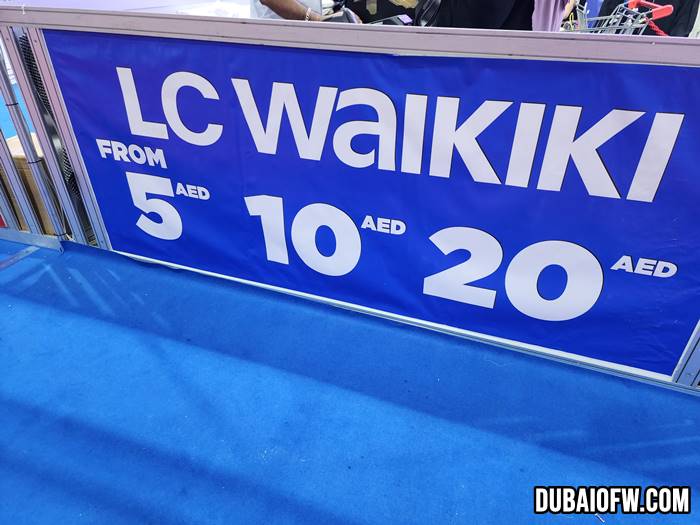 LC WaIKIKI
FROM
5 AED 10 AED 20 AED
DUBAIOFW.COM